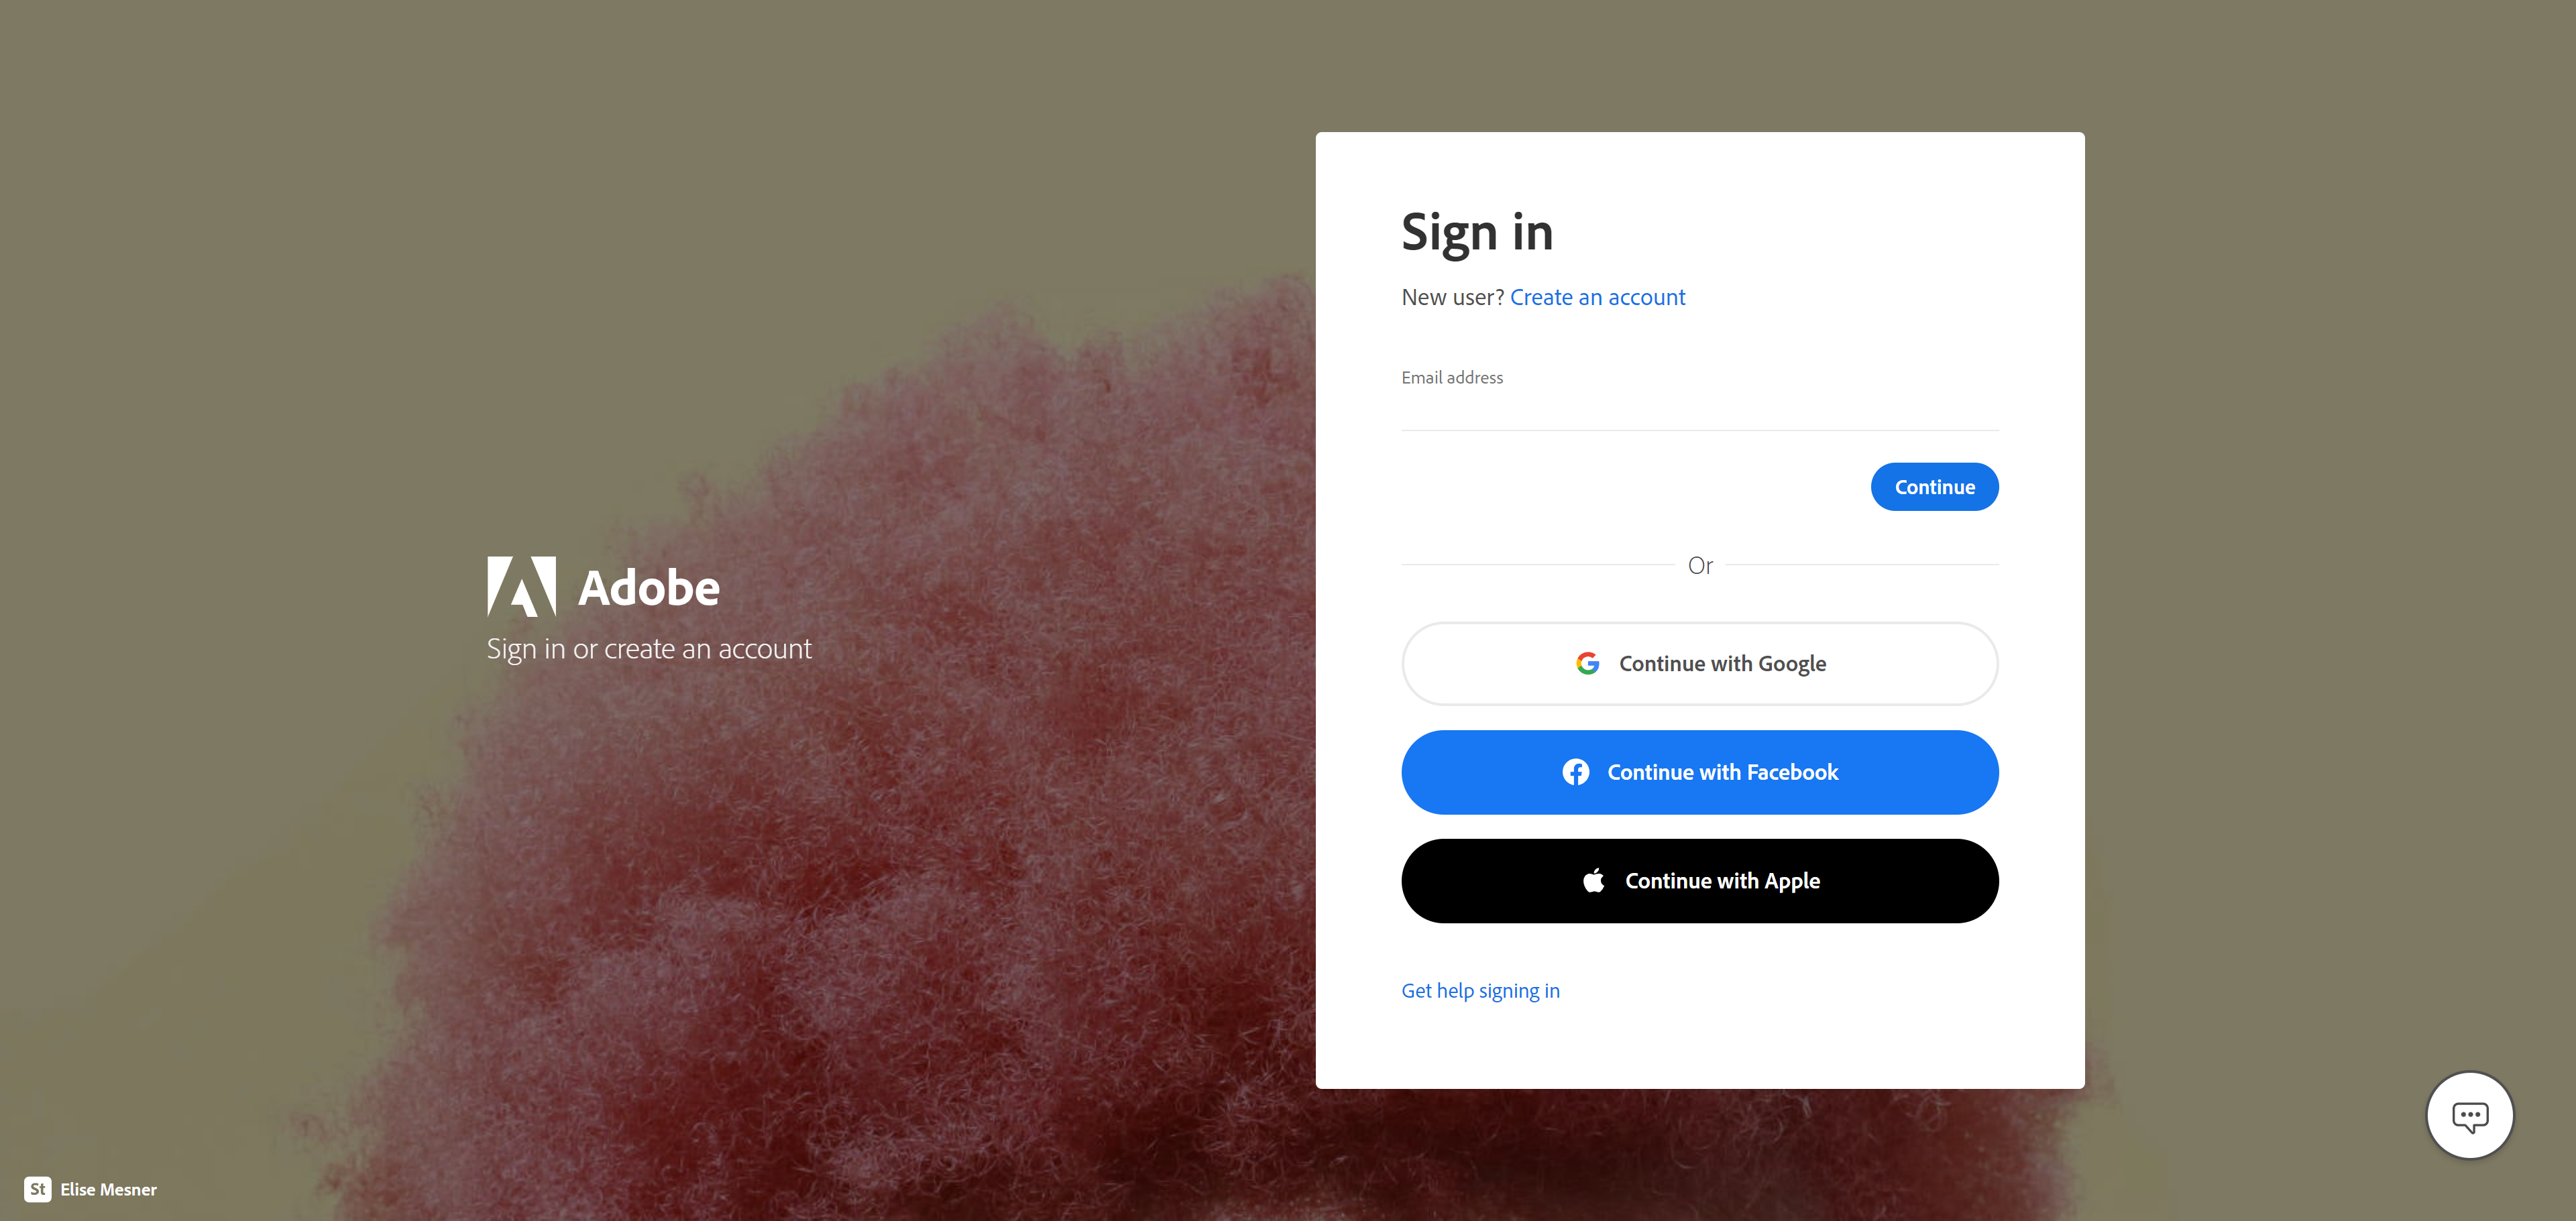 Adobe
Sign in or create an account
Sign in
New user? Create an account
Email address
Continue
Or
Continue with Google
Continue with Facebook
Continue with Apple
Get help signing in
St Elise Mesner